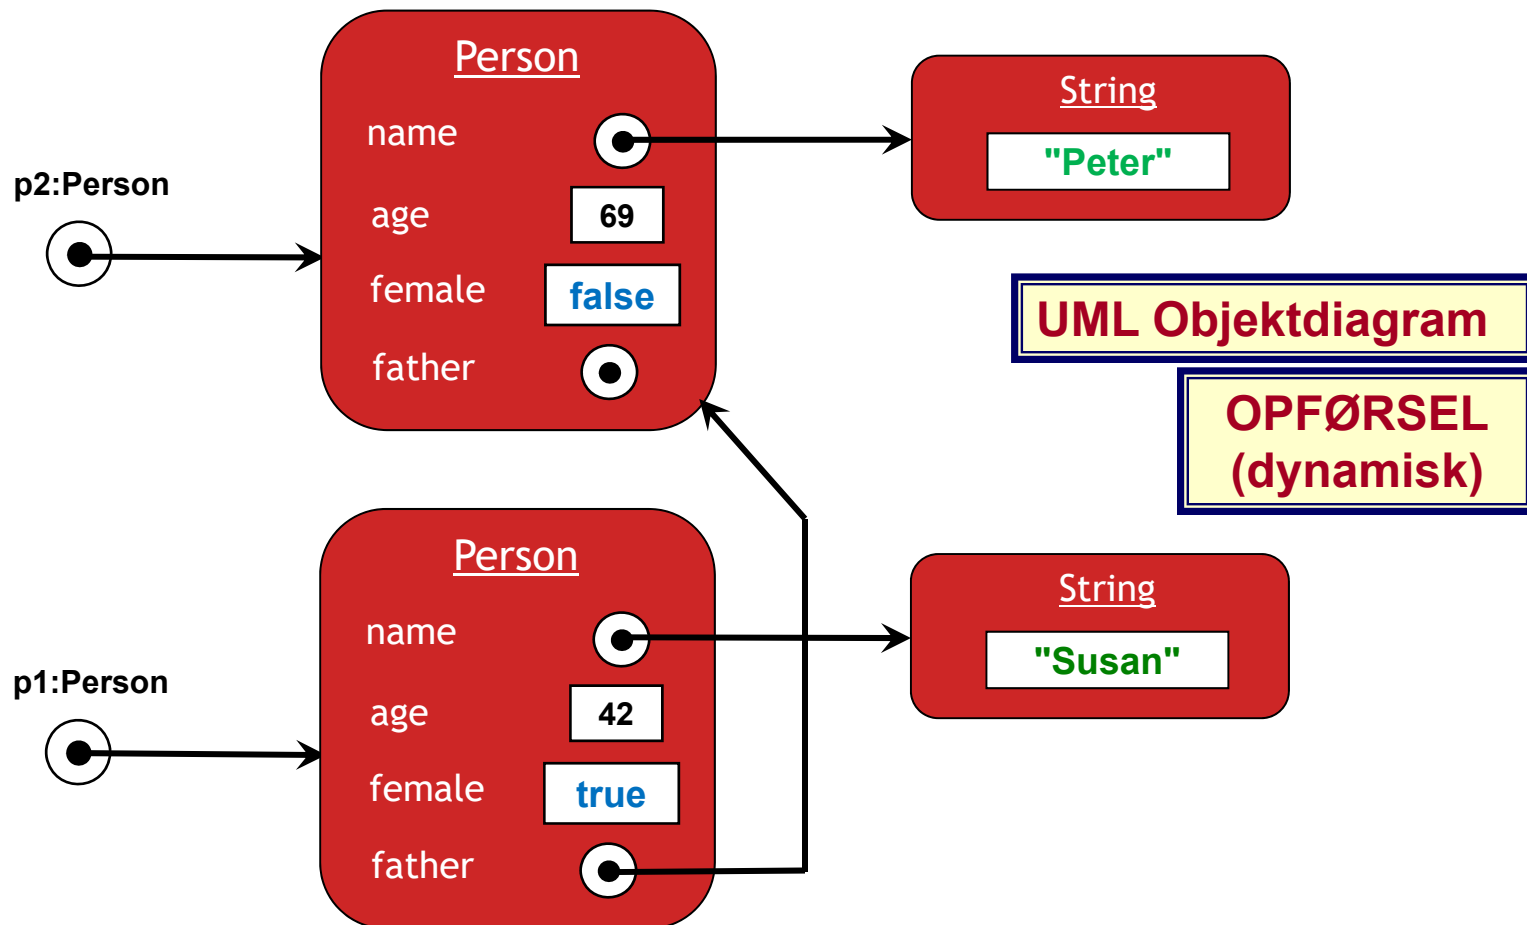 p2:Person
Person
name
age
69
female
false
father
String
"Peter"
UML Objektdiagram
OPFØRSEL
(dynamisk)
p1:Person
Person
name
age
42
female
true
father
String
"Susan"